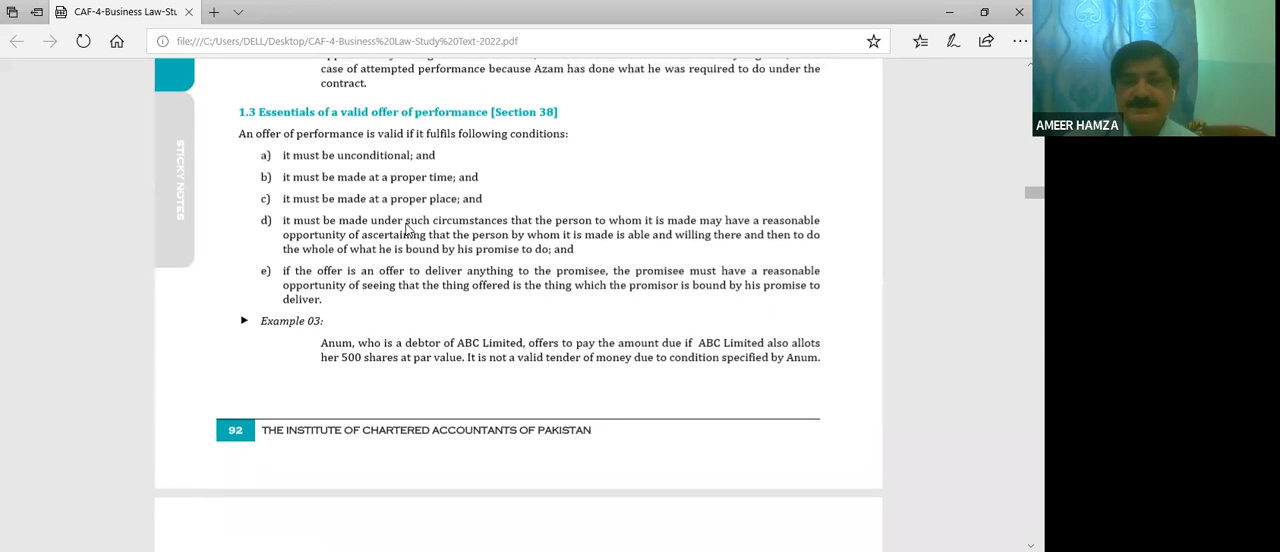 CAF-4-Business Law-Stu
file:///C:/Users/DELL/Desktop/CAF-4-Business%20Law-Study%20Text-2022.pdf
case of attempted performance because Azam has done what he was required to do under the
contract.
1.3 Essentials of a valid offer of performance [Section 38]
An offer of performance is valid if it fulfils following conditions:
a) it must be unconditional; and
b) it must be made at a proper time; and
c) it must be made at a proper place; and
d) it must be made under such circumstances that the person to whom it is made may have a reasonable
opportunity of ascertaining that the person by whom it is made is able and willing there and then to do
the whole of what he is bound by his promise to do; and
e) if the offer is an offer to deliver anything to the promisee, the promisee must have a reasonable
opportunity of seeing that the thing offered is the thing which the promisor is bound by his promise to
deliver.
Example 03:
Anum, who is a debtor of ABC Limited, offers to pay the amount due if ABC Limited also allots
her 500 shares at par value. It is not a valid tender of money due to condition specified by Anum.
92 THE INSTITUTE OF CHARTERED ACCOUNTANTS OF PAKISTAN
STICKY NOTES
AMEER HAMZA